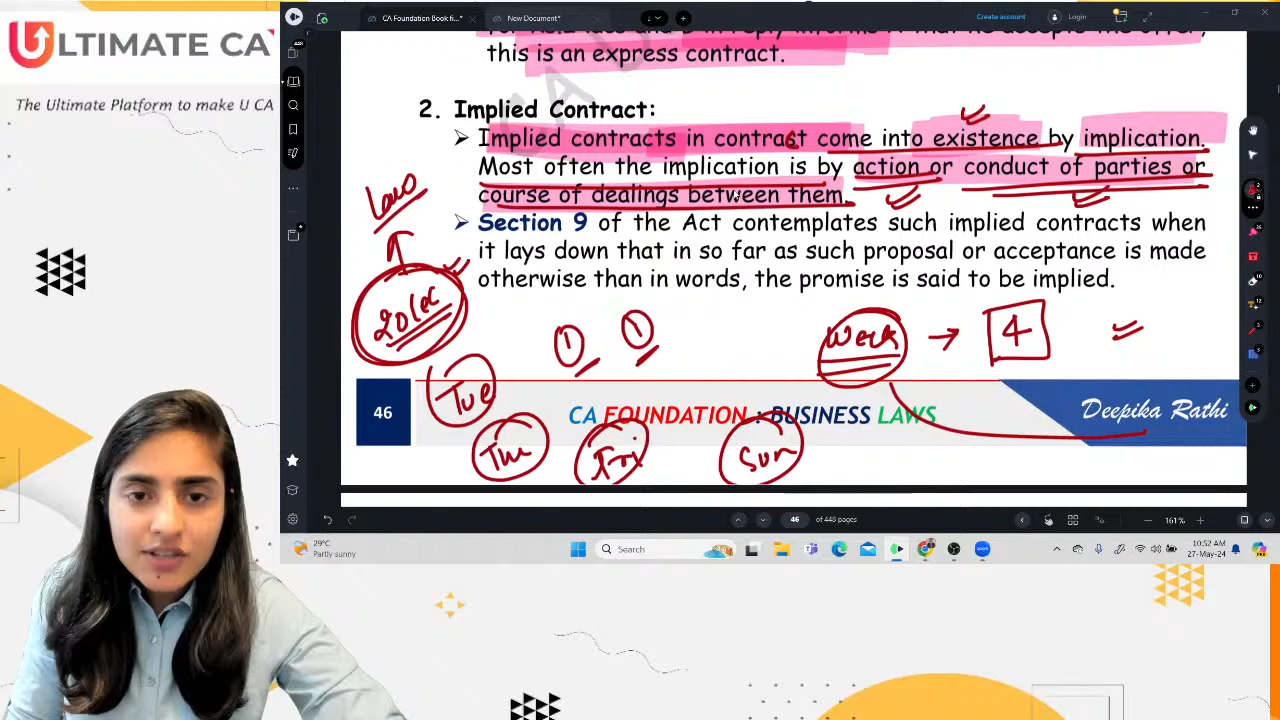 ULTIMATE CA
The Ultimate Platform to make U CA
CA Foundation Book fi...*
New Document*
Create account
Login
this is an express contract.
2. Implied Contract:
➤ Implied contracts in contract come into existence by implication.
Most often the implication is by action or conduct of parties or
course of dealings between them.
➤ Section 9 of the Act contemplates such implied contracts when
it lays down that in so far as such proposal or acceptance is made
otherwise than in words, the promise is said to be implied.
Law
20 lec
1 1
Week → 4
Tue
Fri
Sun
46
CA FOUNDATION : BUSINESS LAWS
Deepika Rathi
46 of 448 pages
161%
29°C
Partly sunny
Search
10:52 AM
27-May-24